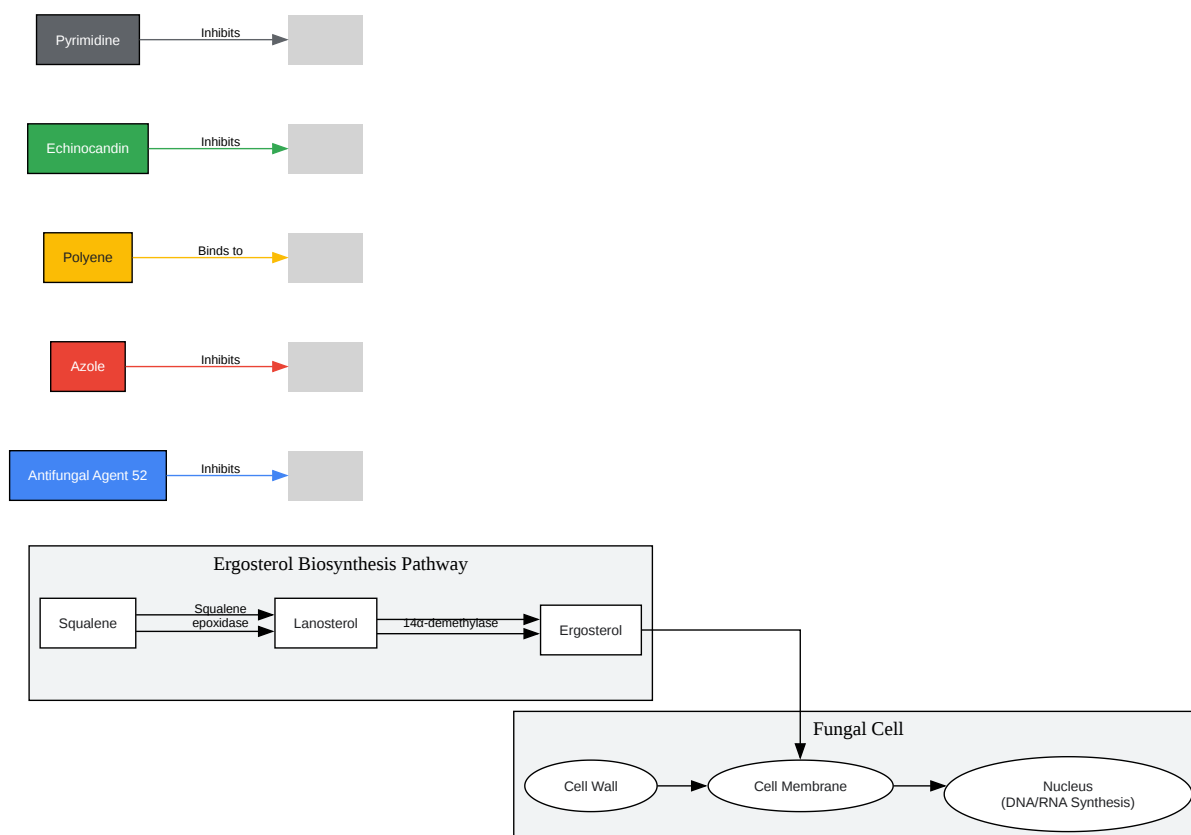 Pyrimidine
Inhibits
Echinocandin
Inhibits
Polyene
Binds to
Azole
Inhibits
Antifungal Agent 52
Inhibits
Ergosterol Biosynthesis Pathway
Squalene
Squalene
epoxidase
Lanosterol
14α-demethylase
Ergosterol
Fungal Cell
Cell Wall
Cell Membrane
Nucleus
(DNA/RNA Synthesis)